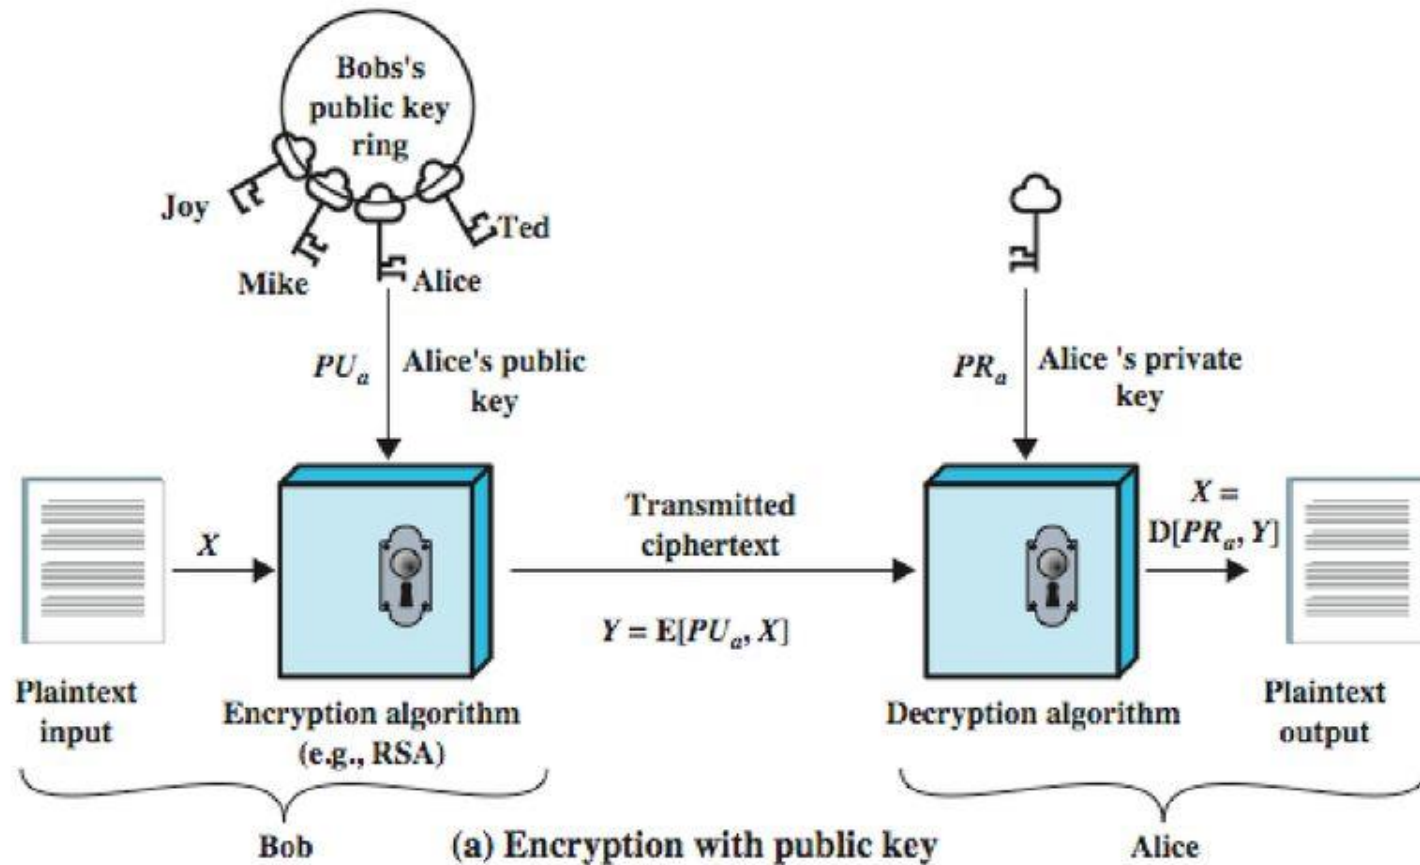 Bobs's
public key
ring
Joy
Mike
Alice
Ted
PUₐ
Alice's public
key
PRₐ
Alice 's private
key
X
Transmitted
ciphertext
Y = E[PUₐ, X]
X =
D[PRₐ, Y]
Plaintext
input
Encryption algorithm
(e.g., RSA)
Decryption algorithm
Plaintext
output
Bob
(a) Encryption with public key
Alice